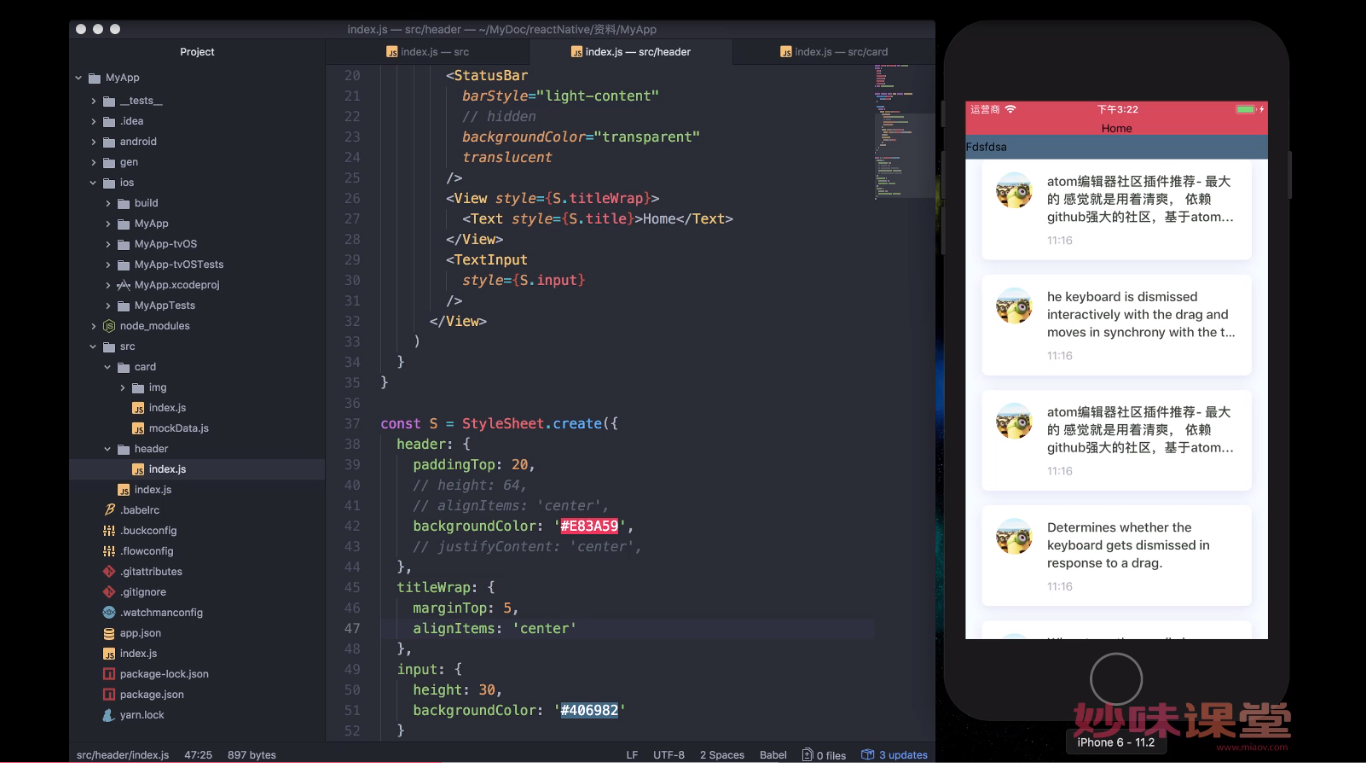 index.js — src/header — ~/MyDoc/reactNative/资料/MyApp
Project
index.js — src
index.js — src/header
index.js — src/card
MyApp
__tests__
.idea
android
gen
ios
build
MyApp
MyApp-tvOS
MyApp-tvOSTests
MyApp.xcodeproj
MyAppTests
node_modules
src
card
img
index.js
mockData.js
header
index.js
index.js
.babelrc
.buckconfig
.flowconfig
.gitattributes
.gitignore
.watchmanconfig
app.json
index.js
package-lock.json
package.json
yarn.lock
20 <StatusBar
21 barStyle="light-content"
22 // hidden
23 backgroundColor="transparent"
24 translucent
25 />
26 <View style={S.titleWrap}>
27 <Text style={S.title}>Home</Text>
28 </View>
29 <TextInput
30 style={S.input}
31 />
32 </View>
33 )
34 }
35 }
36
37 const S = StyleSheet.create({
38 header: {
39 paddingTop: 20,
40 // height: 64,
41 // alignItems: 'center',
42 backgroundColor: '#E83A59',
43 // justifyContent: 'center',
44 },
45 titleWrap: {
46 marginTop: 5,
47 alignItems: 'center'
48 },
49 input: {
50 height: 30,
51 backgroundColor: '#406982'
52 }
src/header/index.js 47:25 897 bytes
LF UTF-8 2 Spaces Babel 0 files 3 updates
运营商 下午3:22
Home
Fdsfdsa
atom编辑器社区插件推荐- 最大
的 感觉就是用着清爽， 依赖
github强大的社区，基于atom...
11:16
he keyboard is dismissed
interactively with the drag and
moves in synchrony with the t...
11:16
atom编辑器社区插件推荐- 最大
的 感觉就是用着清爽， 依赖
github强大的社区，基于atom...
11:16
Determines whether the
keyboard gets dismissed in
response to a drag.
11:16
妙味课堂
iPhone 6 - 11.2
www.miaov.com